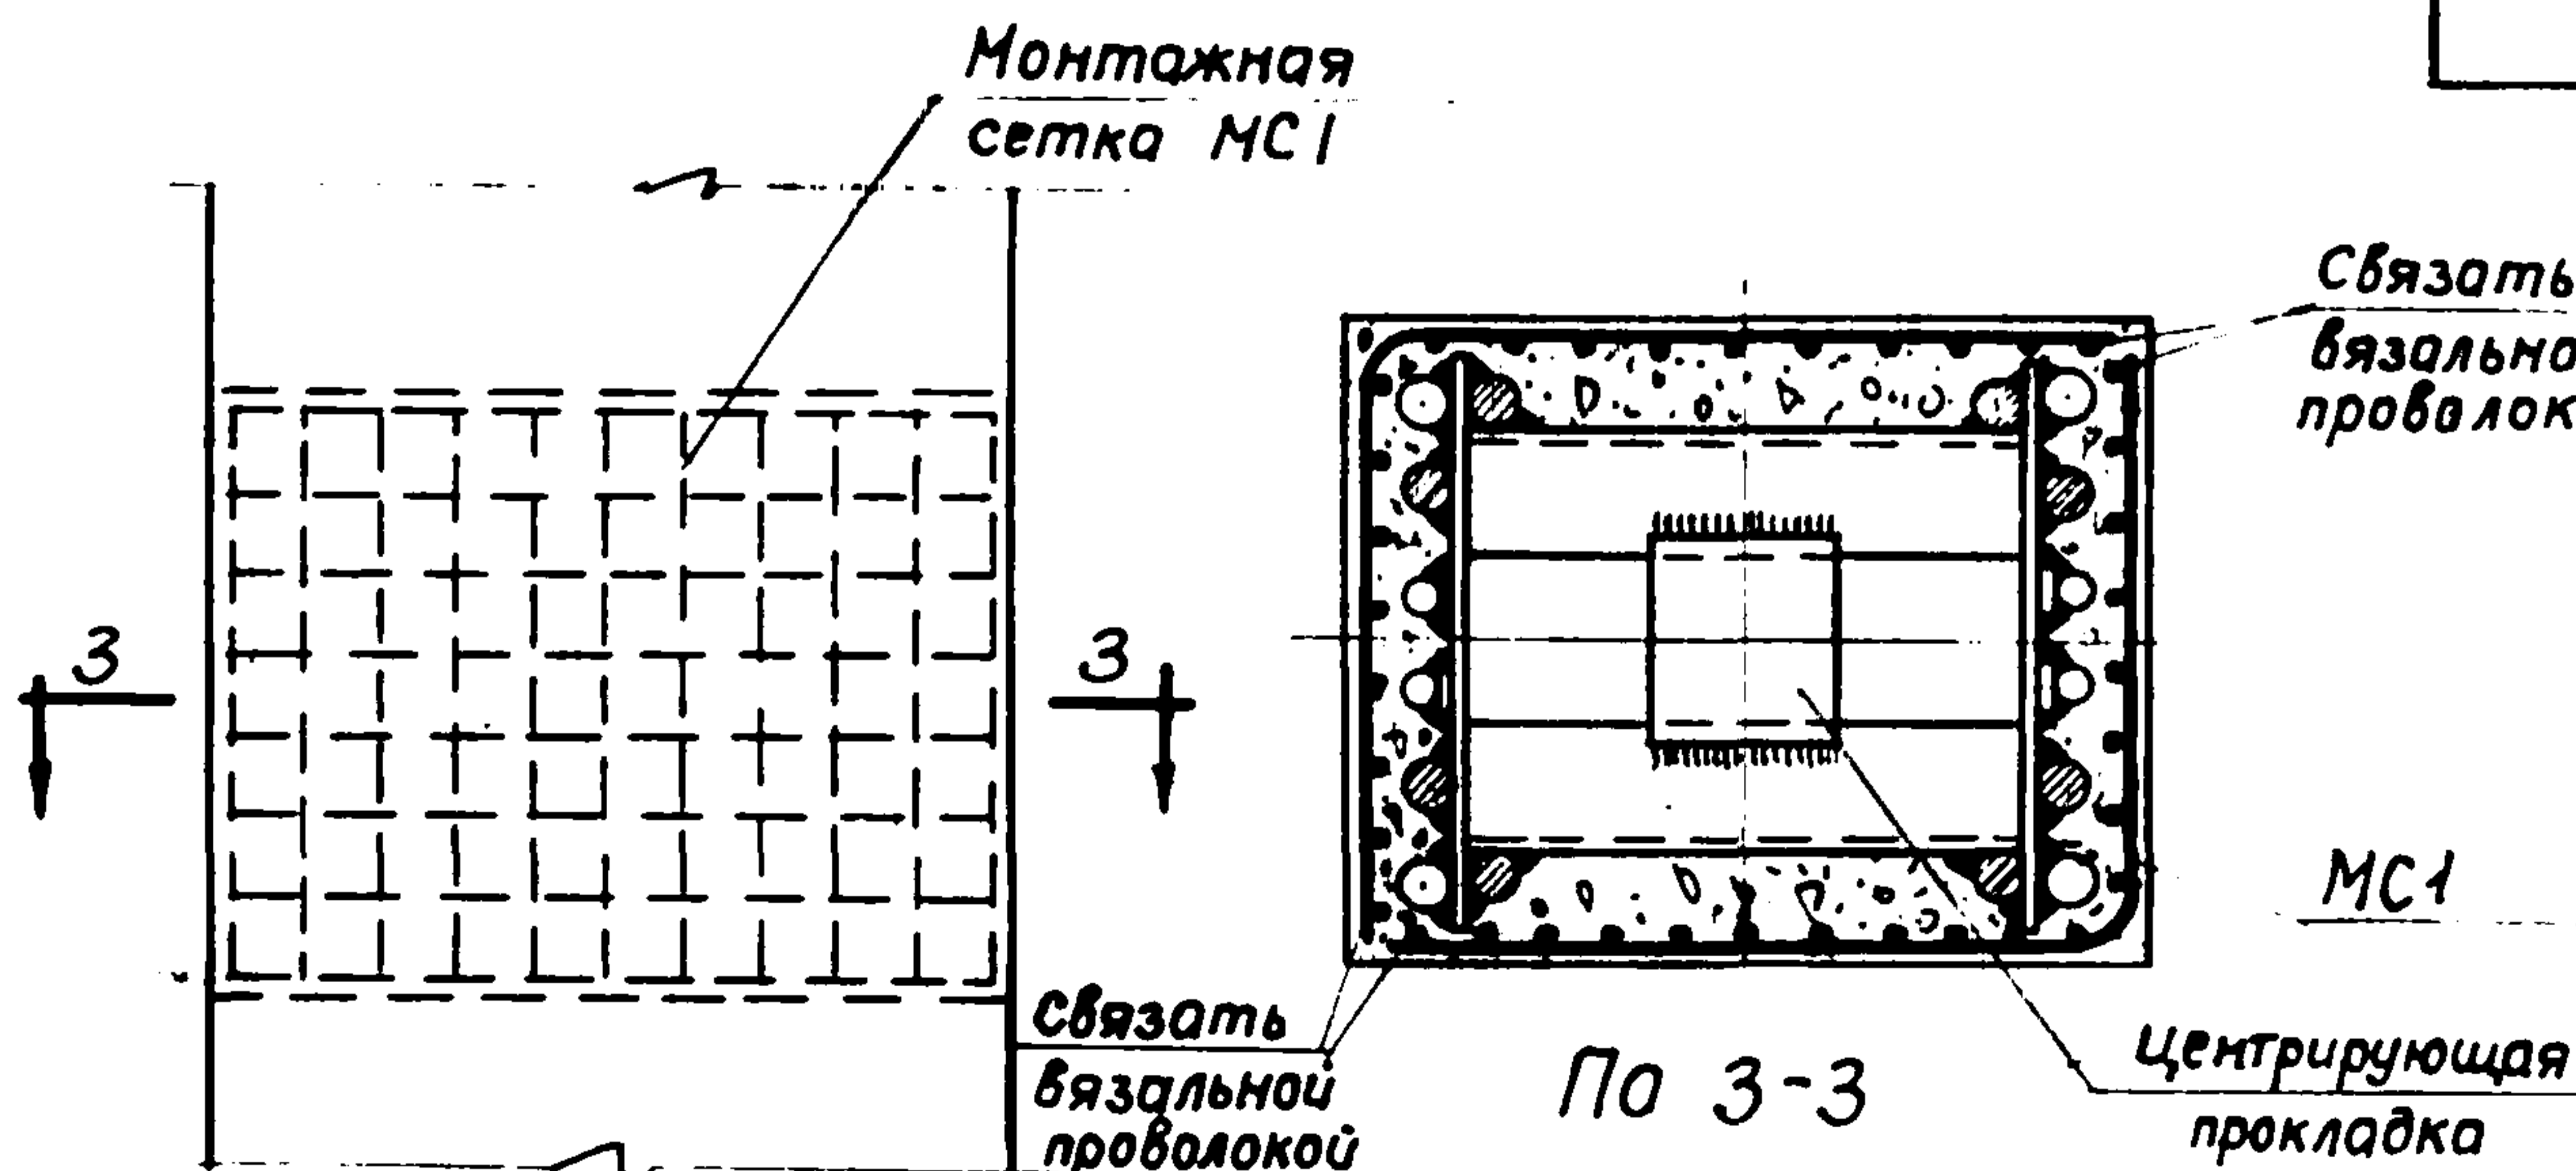 Монтажная
сетка МС1
3
3
Связать
вязально
проволок
МС1
Связать
вязальной
проволокой
По 3-3
Центрирующая
прокладка